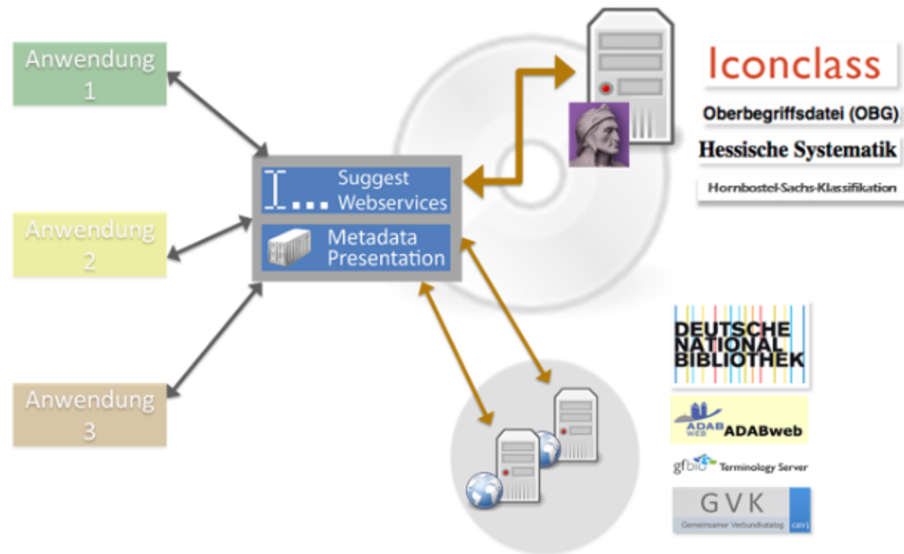 Anwendung
1
Anwendung
2
Anwendung
3
Suggest
Webservices
Metadata
Presentation
Iconclass
Oberbegriffsdatei (OBG)
Hessische Systematik
Hornbostel-Sachs-Klassifikation
DEUTSCHE
NATIONAL
BIBLIOTHEK
ADAB
WEB
ADABweb
gfbio Terminology Server
GVK
Gemeinsamer Verbundkatalog
GBV